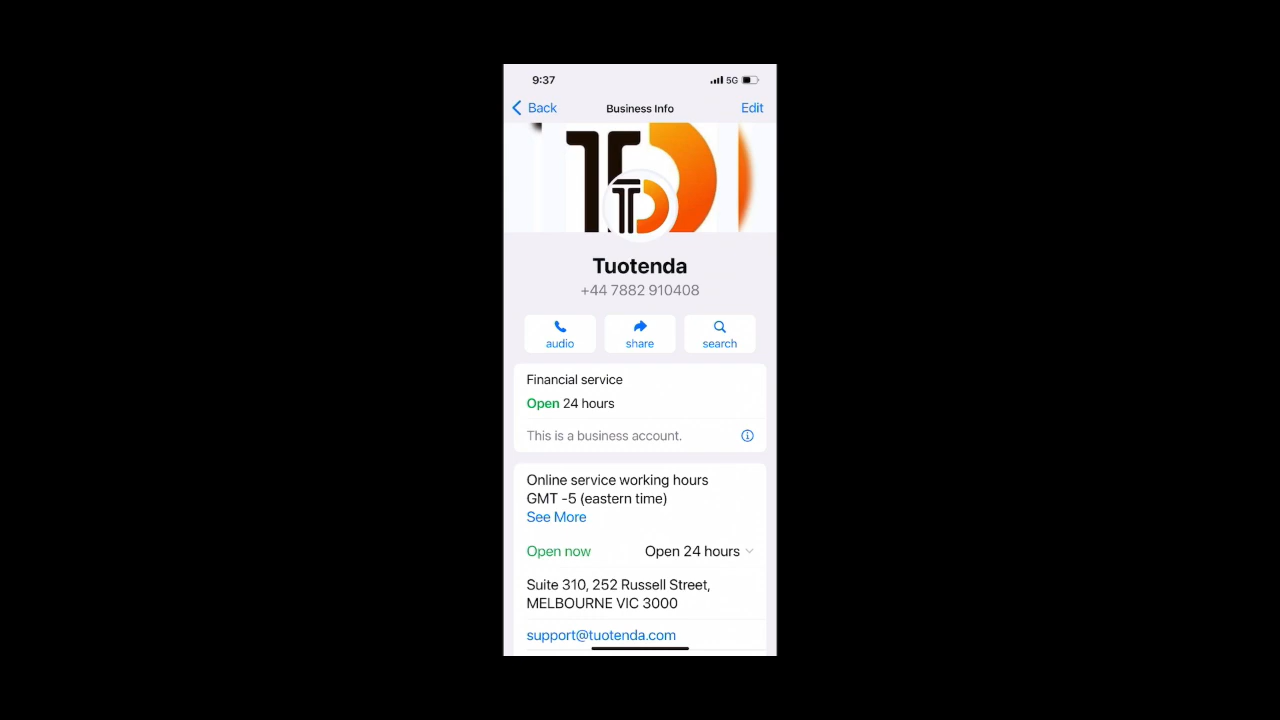 9:37
5G
Back
Business Info
Edit
TD
TD
Tuotenda
+44 7882 910408
audio
share
search
Financial service
Open 24 hours
This is a business account.
Online service working hours
GMT -5 (eastern time)
See More
Open now
Open 24 hours
Suite 310, 252 Russell Street,
MELBOURNE VIC 3000
support@tuotenda.com